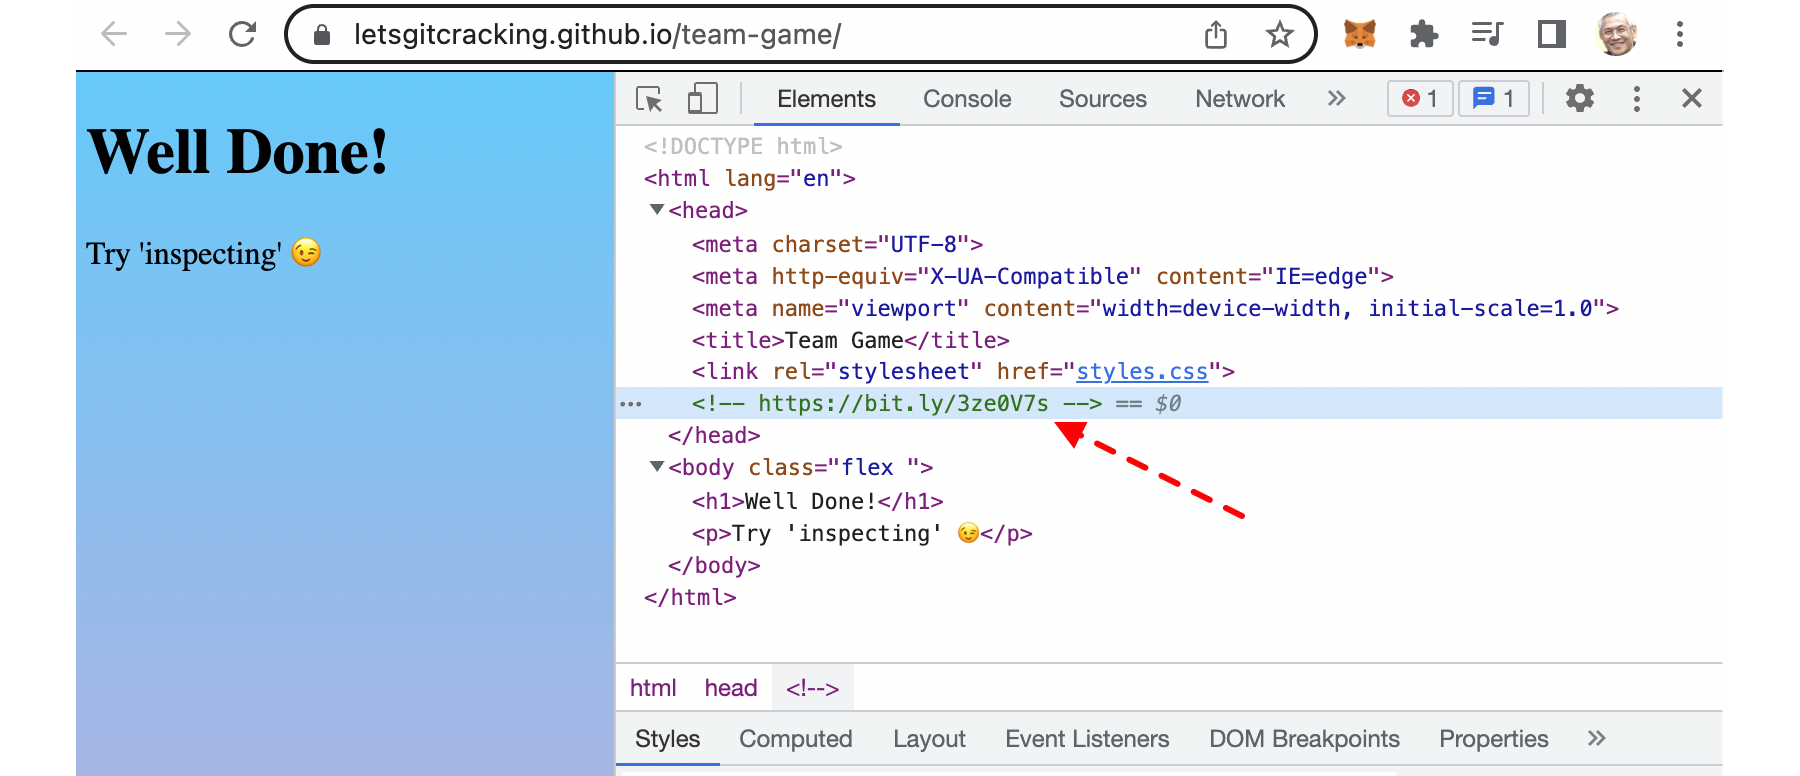 letsgitcracking.github.io/team-game/
Well Done!
Try 'inspecting' 😉
Elements Console Sources Network » 1 1
<!DOCTYPE html>
<html lang="en">
▼<head>
<meta charset="UTF-8">
<meta http-equiv="X-UA-Compatible" content="IE=edge">
<meta name="viewport" content="width=device-width, initial-scale=1.0">
<title>Team Game</title>
<link rel="stylesheet" href="styles.css">
<!-- https://bit.ly/3ze0V7s --> == $0
</head>
▼<body class="flex ">
<h1>Well Done!</h1>
<p>Try 'inspecting' 😉</p>
</body>
</html>
html head <!-->
Styles Computed Layout Event Listeners DOM Breakpoints Properties »